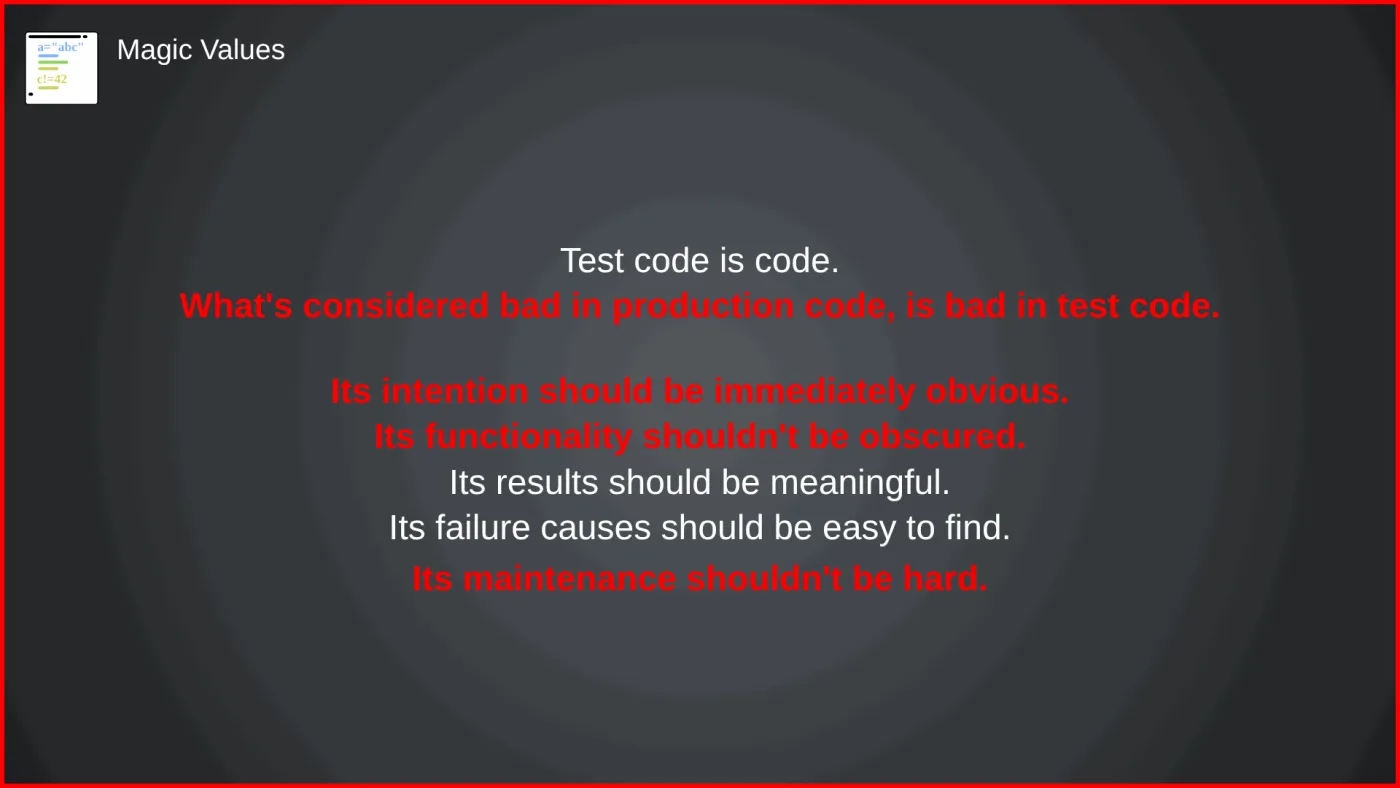 a="abc"
c!=42
Magic Values
Test code is code.
What's considered bad in production code, is bad in test code.
Its intention should be immediately obvious.
Its functionality shouldn't be obscured.
Its results should be meaningful.
Its failure causes should be easy to find.
Its maintenance shouldn't be hard.